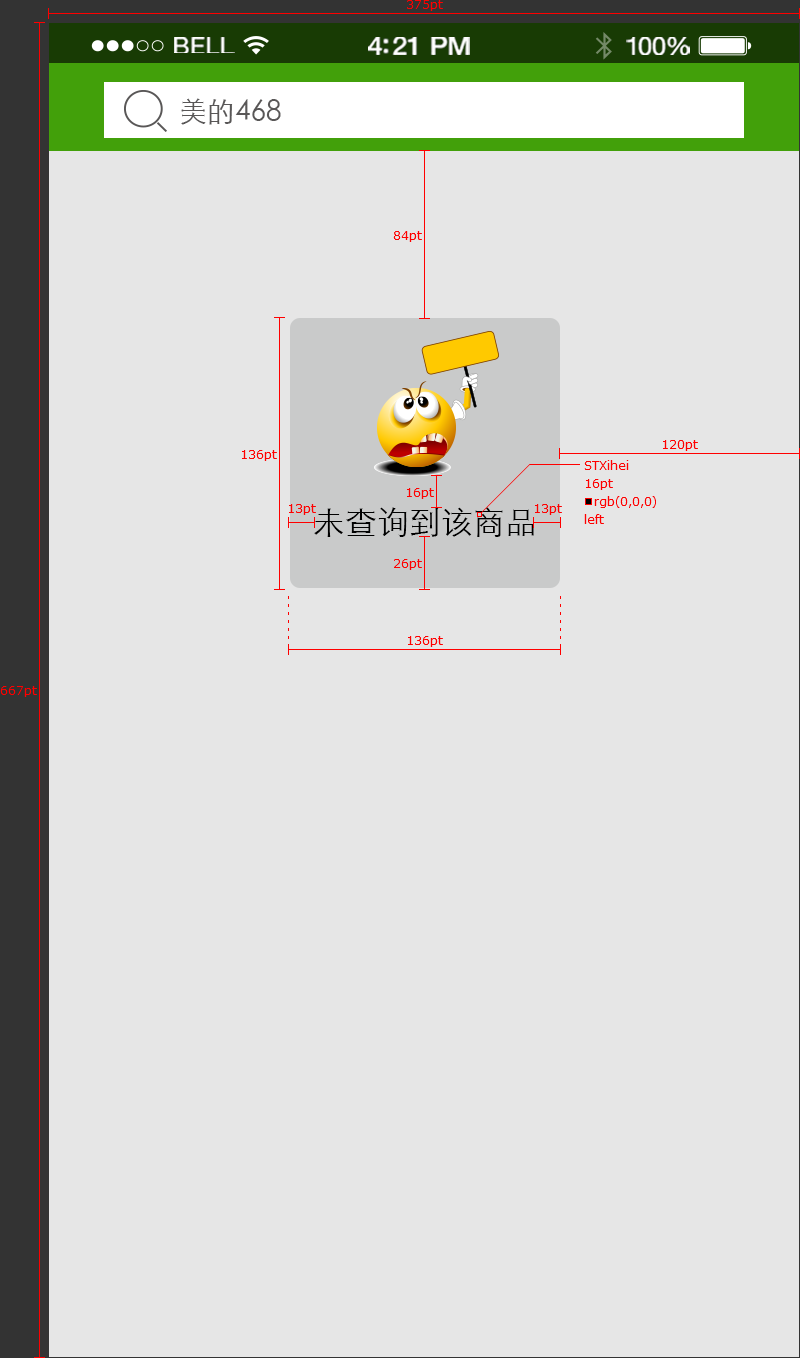 375pt
BELL 4:21 PM 100%
美的468
84pt
136pt
120pt
STXihei
16pt
rgb(0,0,0)
left
16pt
13pt
13pt
未查询到该商品
26pt
136pt
667pt